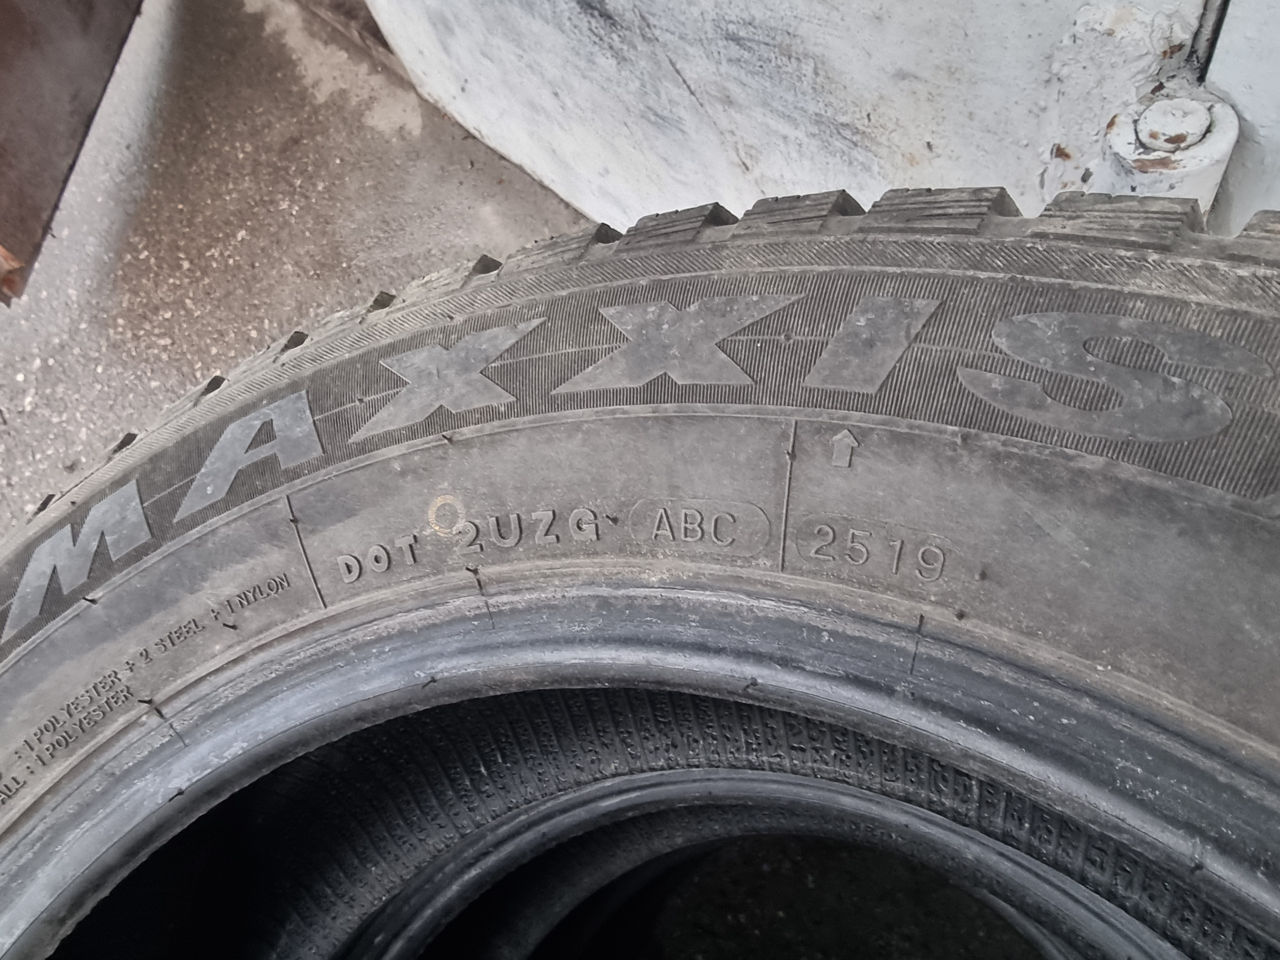 MAXXIS
DOT 2UZG ABC 2519
: 1 POLYESTER + 2 STEEL + 1 NYLON
ALL : 1 POLYESTER